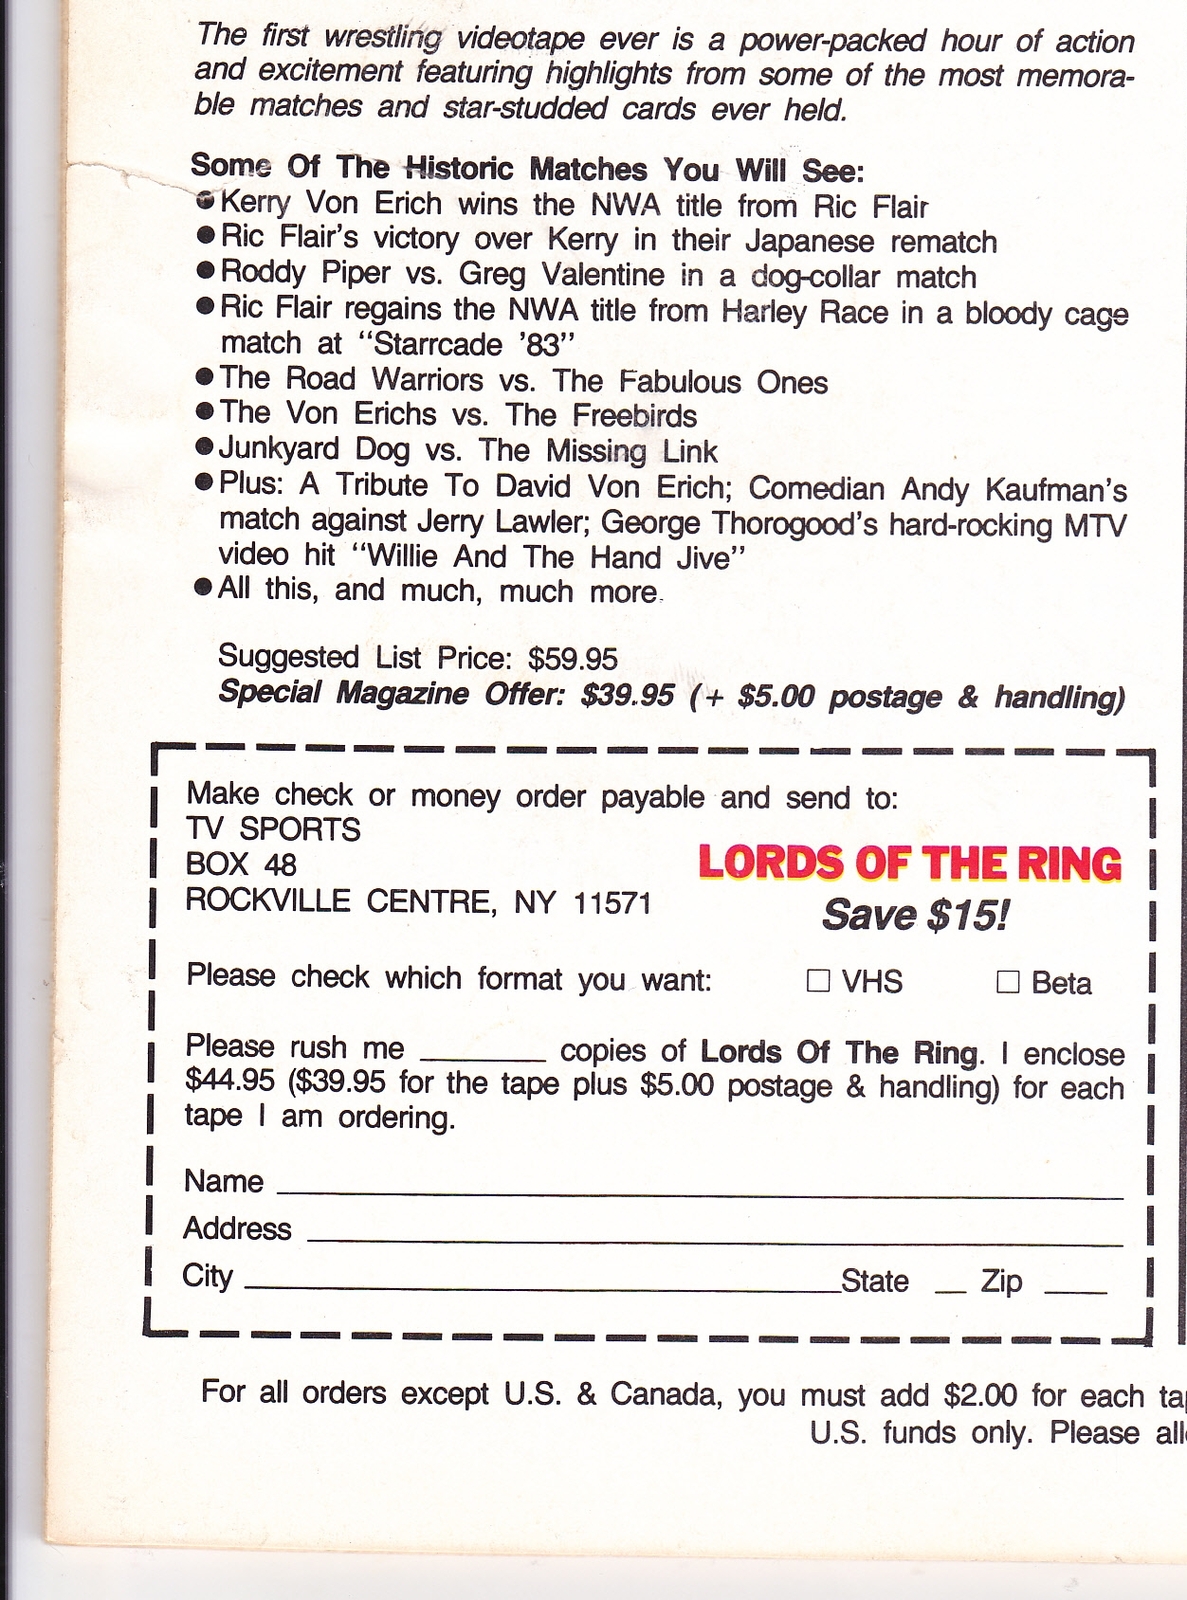 The first wrestling videotape ever is a power-packed hour of action
and excitement featuring highlights from some of the most memora-
ble matches and star-studded cards ever held.
Some Of The Historic Matches You Will See:
●Kerry Von Erich wins the NWA title from Ric Flair
●Ric Flair's victory over Kerry in their Japanese rematch
●Roddy Piper vs. Greg Valentine in a dog-collar match
●Ric Flair regains the NWA title from Harley Race in a bloody cage
match at "Starrcade '83"
●The Road Warriors vs. The Fabulous Ones
●The Von Erichs vs. The Freebirds
●Junkyard Dog vs. The Missing Link
●Plus: A Tribute To David Von Erich; Comedian Andy Kaufman's
match against Jerry Lawler; George Thorogood's hard-rocking MTV
video hit "Willie And The Hand Jive"
●All this, and much, much more.
Suggested List Price: $59.95
Special Magazine Offer: $39.95 (+ $5.00 postage & handling)
Make check or money order payable and send to:
TV SPORTS
BOX 48
ROCKVILLE CENTRE, NY 11571
LORDS OF THE RING
Save $15!
Please check which format you want: □ VHS □ Beta
Please rush me ________ copies of Lords Of The Ring. I enclose
$44.95 ($39.95 for the tape plus $5.00 postage & handling) for each
tape I am ordering.
Name
Address
City State Zip
For all orders except U.S. & Canada, you must add $2.00 for each
U.S. funds only. Please